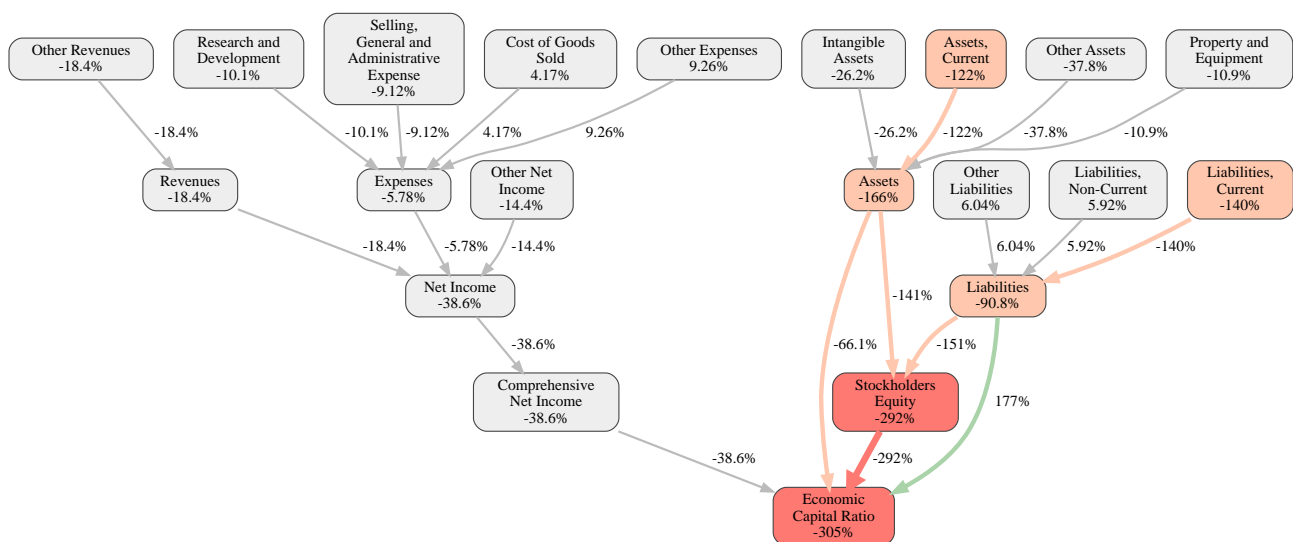 Other Revenues
-18.4%
Research and
Development
-10.1%
Selling,
General and
Administrative
Expense
-9.12%
Cost of Goods
Sold
4.17%
Other Expenses
9.26%
Intangible
Assets
-26.2%
Assets,
Current
-122%
Other Assets
-37.8%
Property and
Equipment
-10.9%
-18.4%
-10.1%
-9.12%
4.17%
9.26%
-26.2%
-122%
-37.8%
-10.9%
Revenues
-18.4%
Expenses
-5.78%
Other Net
Income
-14.4%
Assets
-166%
Other
Liabilities
6.04%
Liabilities,
Non-Current
5.92%
Liabilities,
Current
-140%
-18.4%
-5.78%
-14.4%
6.04%
5.92%
-140%
Net Income
-38.6%
-141%
Liabilities
-90.8%
-38.6%
-66.1%
-151%
Comprehensive
Net Income
-38.6%
Stockholders
Equity
-292%
177%
-38.6%
-292%
Economic
Capital Ratio
-305%